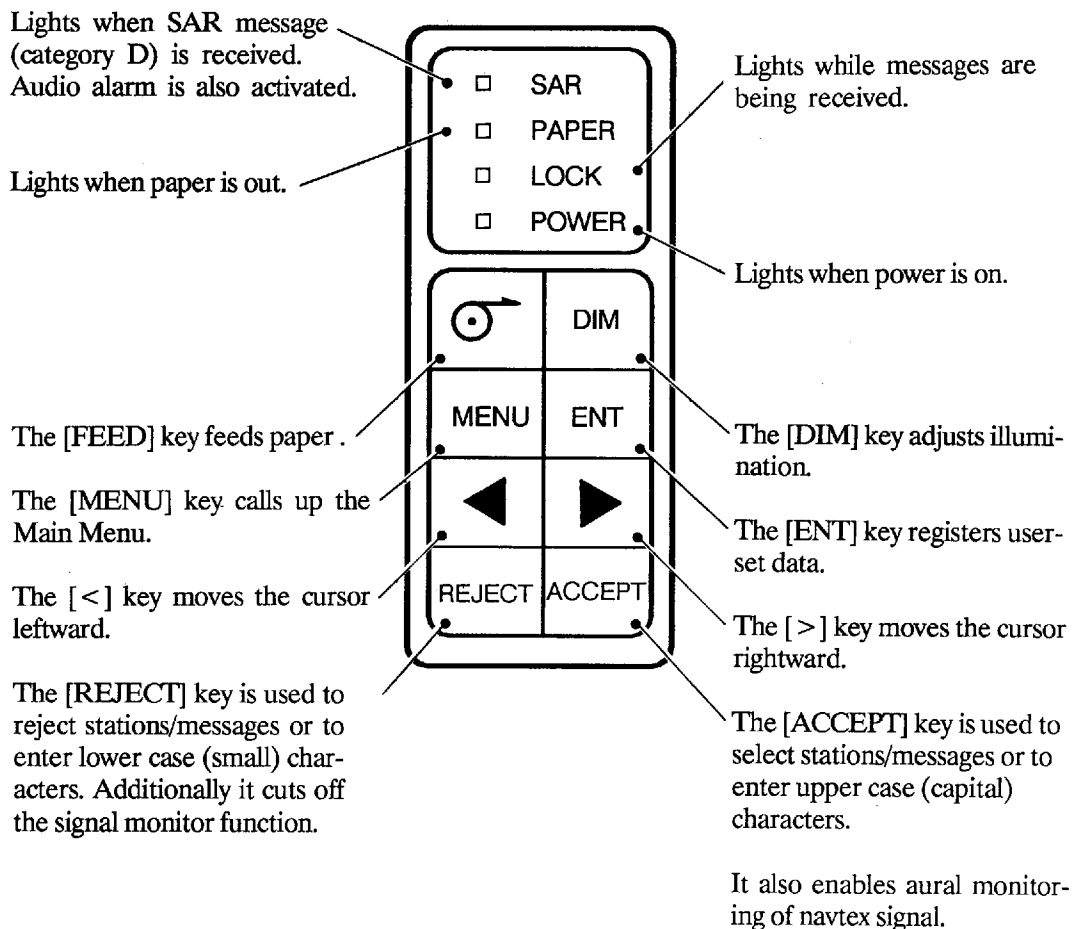 Lights when SAR message
(category D) is received.
Audio alarm is also activated.
Lights when paper is out.
SAR
PAPER
LOCK
POWER
Lights while messages are
being received.
Lights when power is on.
DIM
MENU
ENT
REJECT
ACCEPT
The [FEED] key feeds paper .
The [MENU] key calls up the
Main Menu.
The [<] key moves the cursor
leftward.
The [REJECT] key is used to
reject stations/messages or to
enter lower case (small) char-
acters. Additionally it cuts off
the signal monitor function.
The [DIM] key adjusts illumi-
nation.
The [ENT] key registers user-
set data.
The [>] key moves the cursor
rightward.
The [ACCEPT] key is used to
select stations/messages or to
enter upper case (capital)
characters.
It also enables aural monitor-
ing of navtex signal.